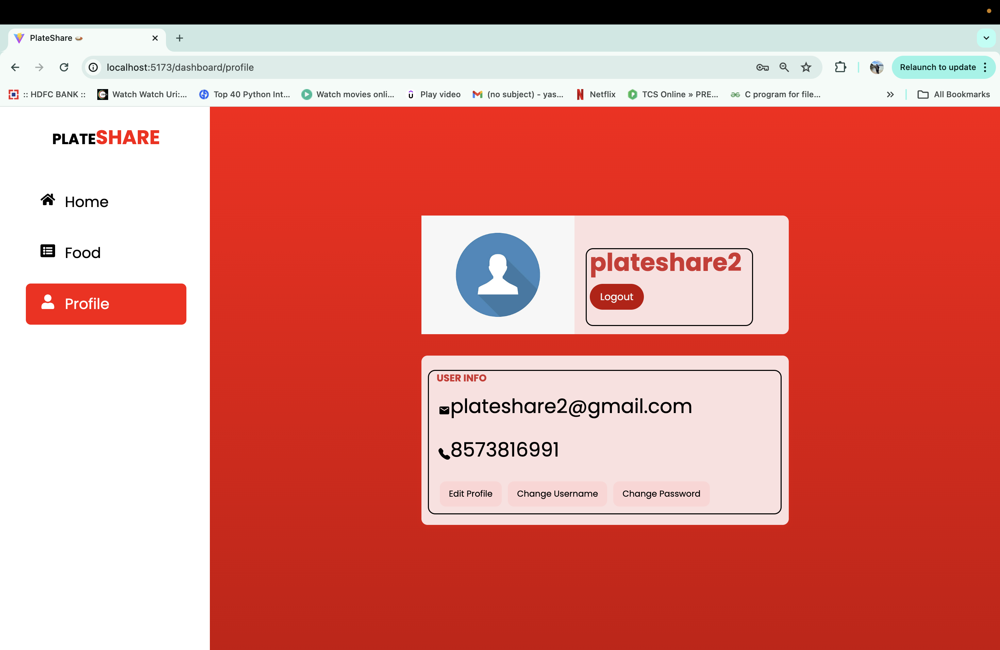 PlateShare
localhost:5173/dashboard/profile
Relaunch to update
:: HDFC BANK ::
Watch Watch Uri:...
Top 40 Python Int...
Watch movies onli...
Play video
(no subject) - yas...
Netflix
TCS Online » PRE...
C program for file...
All Bookmarks
PLATESHARE
Home
Food
Profile
plateshare2
Logout
USER INFO
plateshare2@gmail.com
8573816991
Edit Profile
Change Username
Change Password